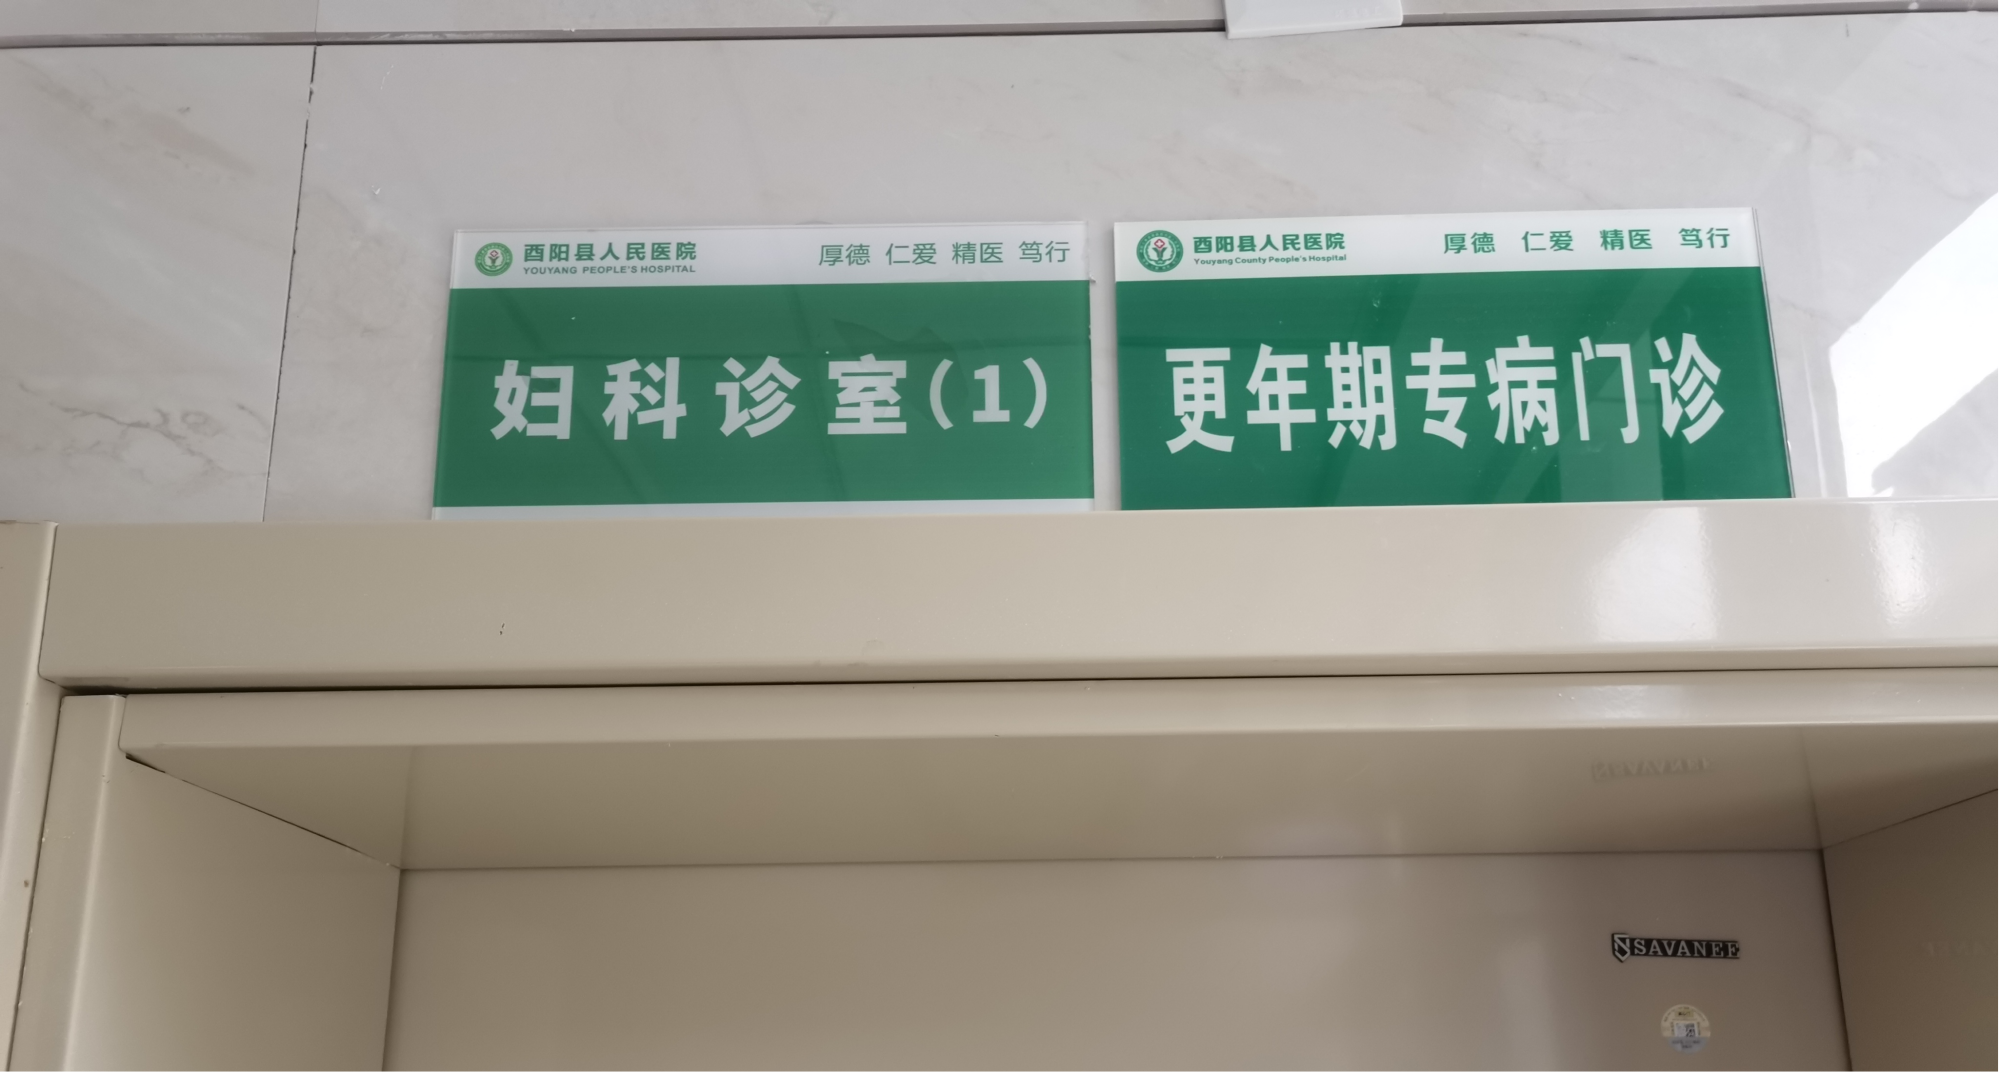 酉阳县人民医院
YOUYANG PEOPLE'S HOSPITAL
厚德 仁爱 精医 笃行
妇科诊室(1)
酉阳县人民医院
Youyang County People's Hospital
厚德 仁爱 精医 笃行
更年期专病门诊
SAVANEE